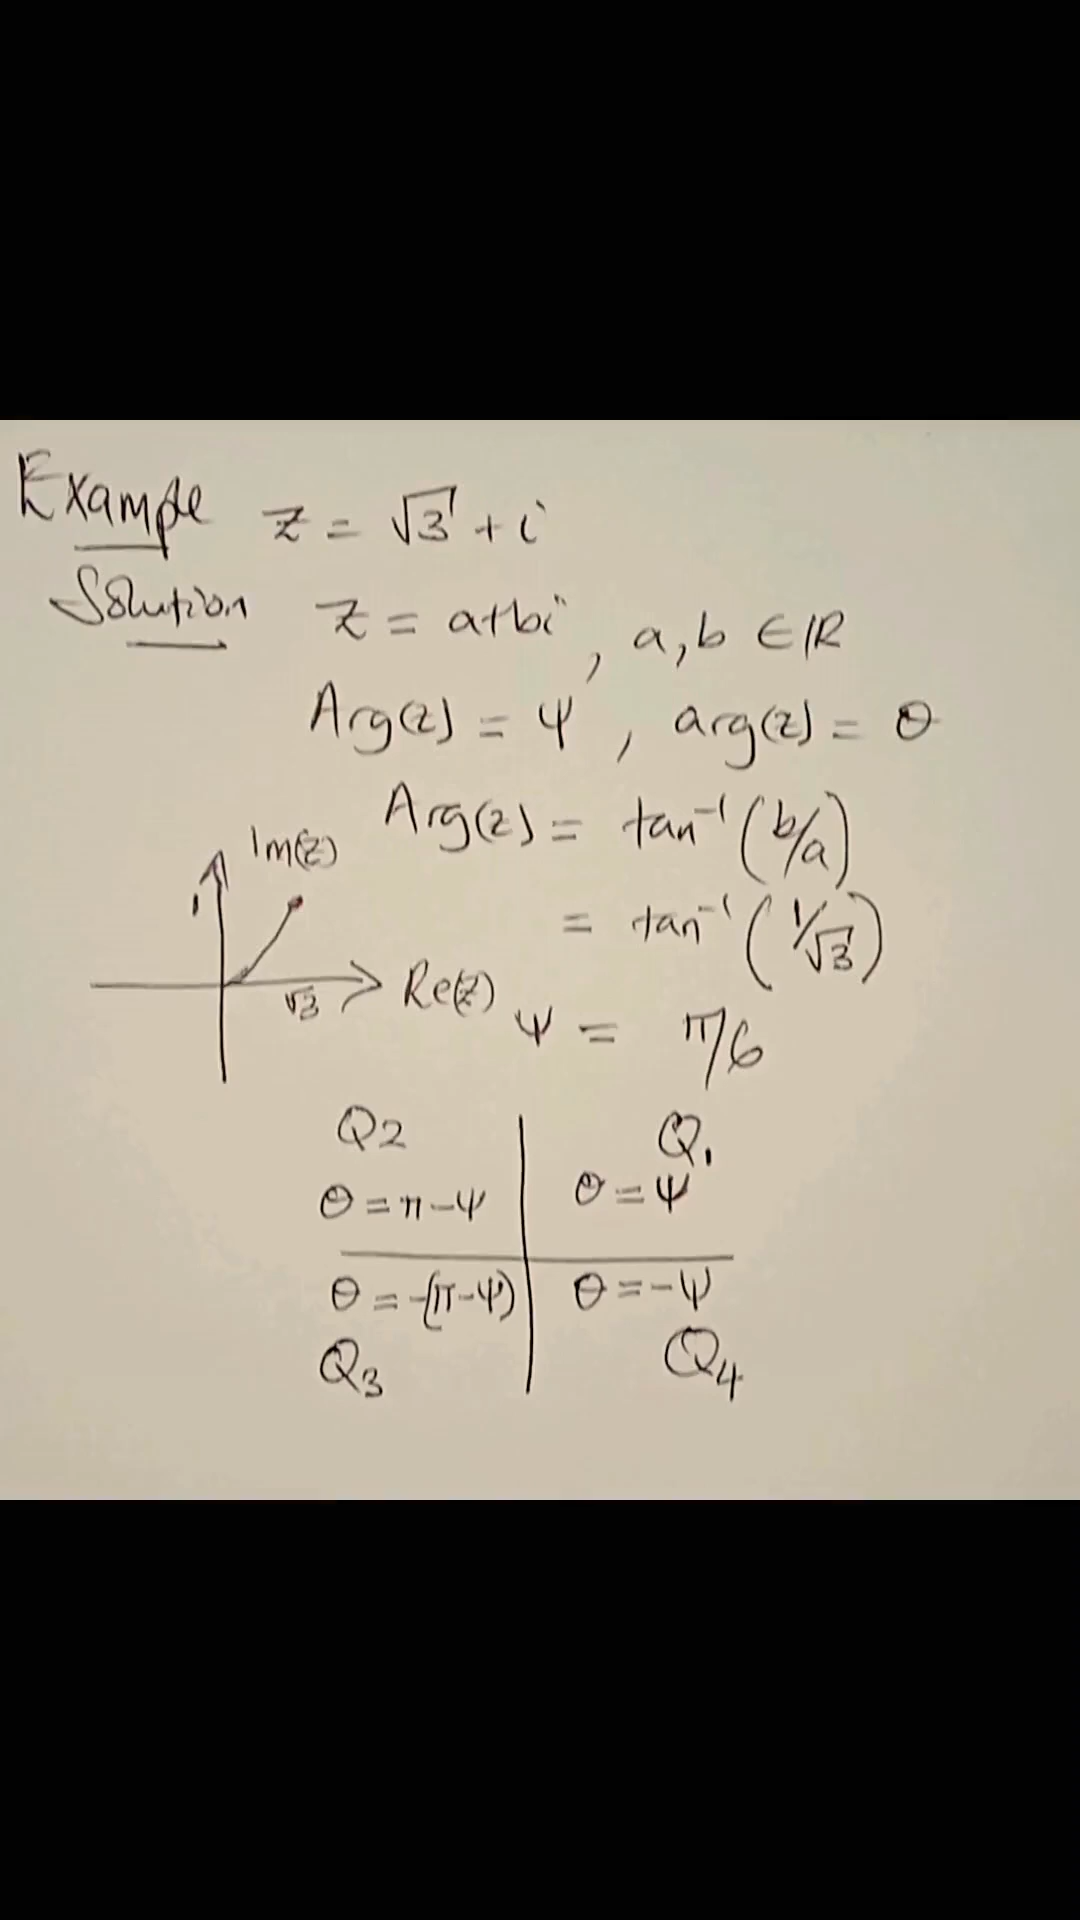 Example z = √3 + i
Solution z = a+bi, a,b ∈ ℝ
Arg(z) = ψ, arg(z) = θ
Arg(z) = tan⁻¹(b/a)
Im(z)
1
= tan⁻¹(1/√3)
√3 Re(z)
ψ = π/6
Q2 Q1
θ = π-ψ θ = ψ
θ = -(π-ψ) θ = -ψ
Q3 Q4